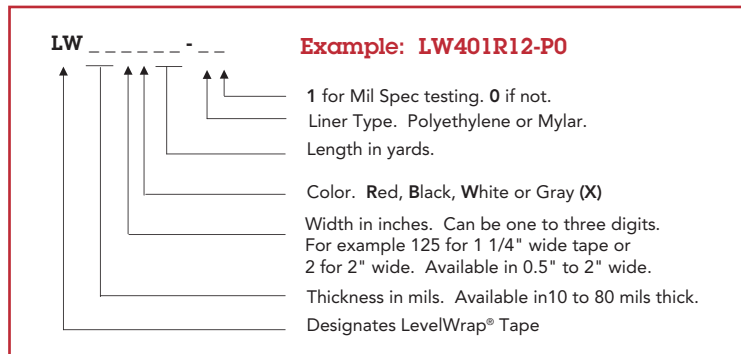 LW _ _ _ _ _ _ - _ _
Example: LW401R12-P0
1 for Mil Spec testing. 0 if not.
Liner Type. Polyethylene or Mylar.
Length in yards.
Color. Red, Black, White or Gray (X)
Width in inches. Can be one to three digits.
For example 125 for 1 1/4" wide tape or
2 for 2" wide. Available in 0.5" to 2" wide.
Thickness in mils. Available in10 to 80 mils thick.
Designates LevelWrap® Tape